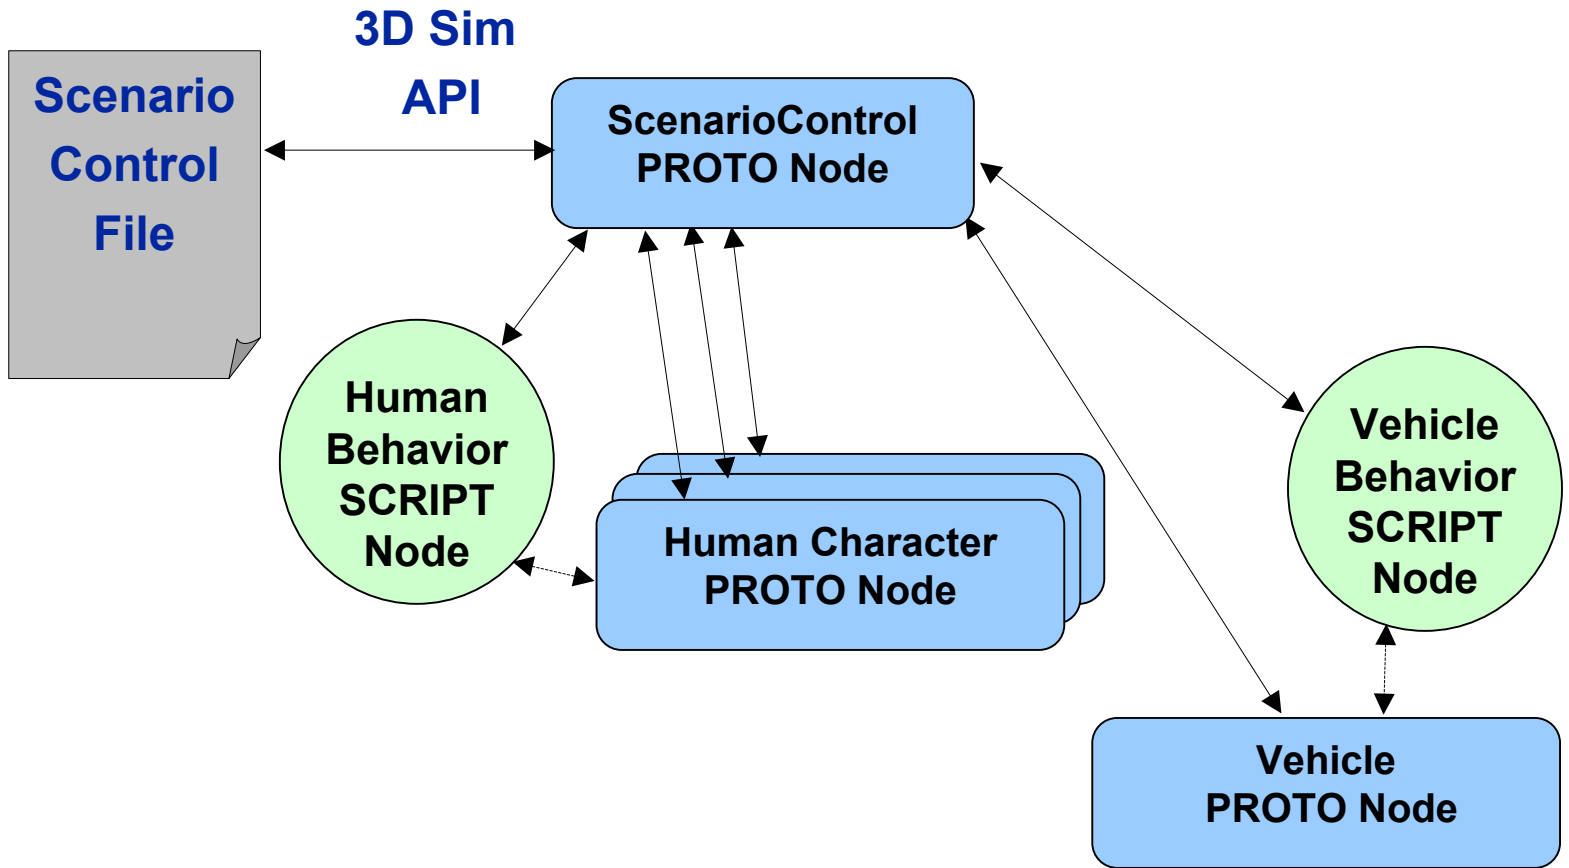 3D Sim
API
Scenario
Control
File
ScenarioControl
PROTO Node
Human
Behavior
SCRIPT
Node
Human Character
PROTO Node
Vehicle
Behavior
SCRIPT
Node
Vehicle
PROTO Node